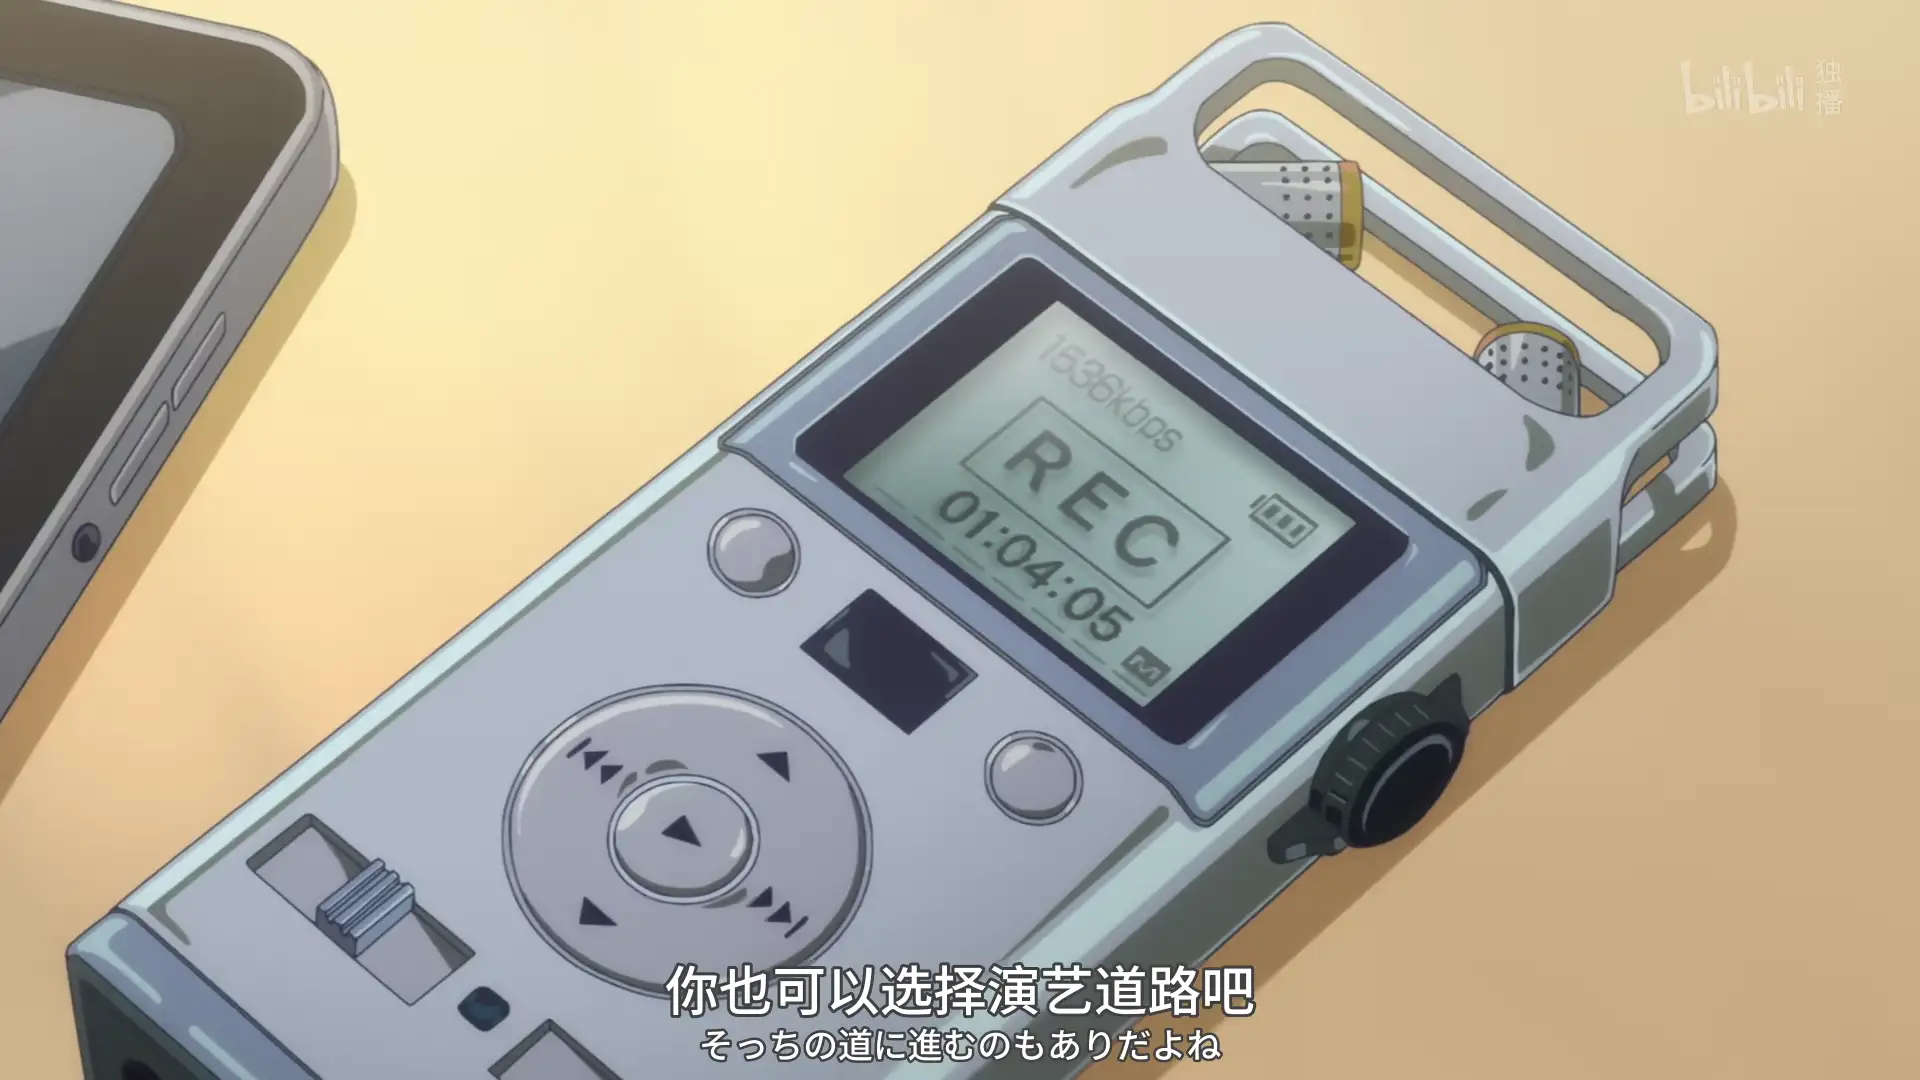 bilibili 独播
1536kbps
REC
01:04:05
M
你也可以选择演艺道路吧
そっちの道に進むのもありだよね